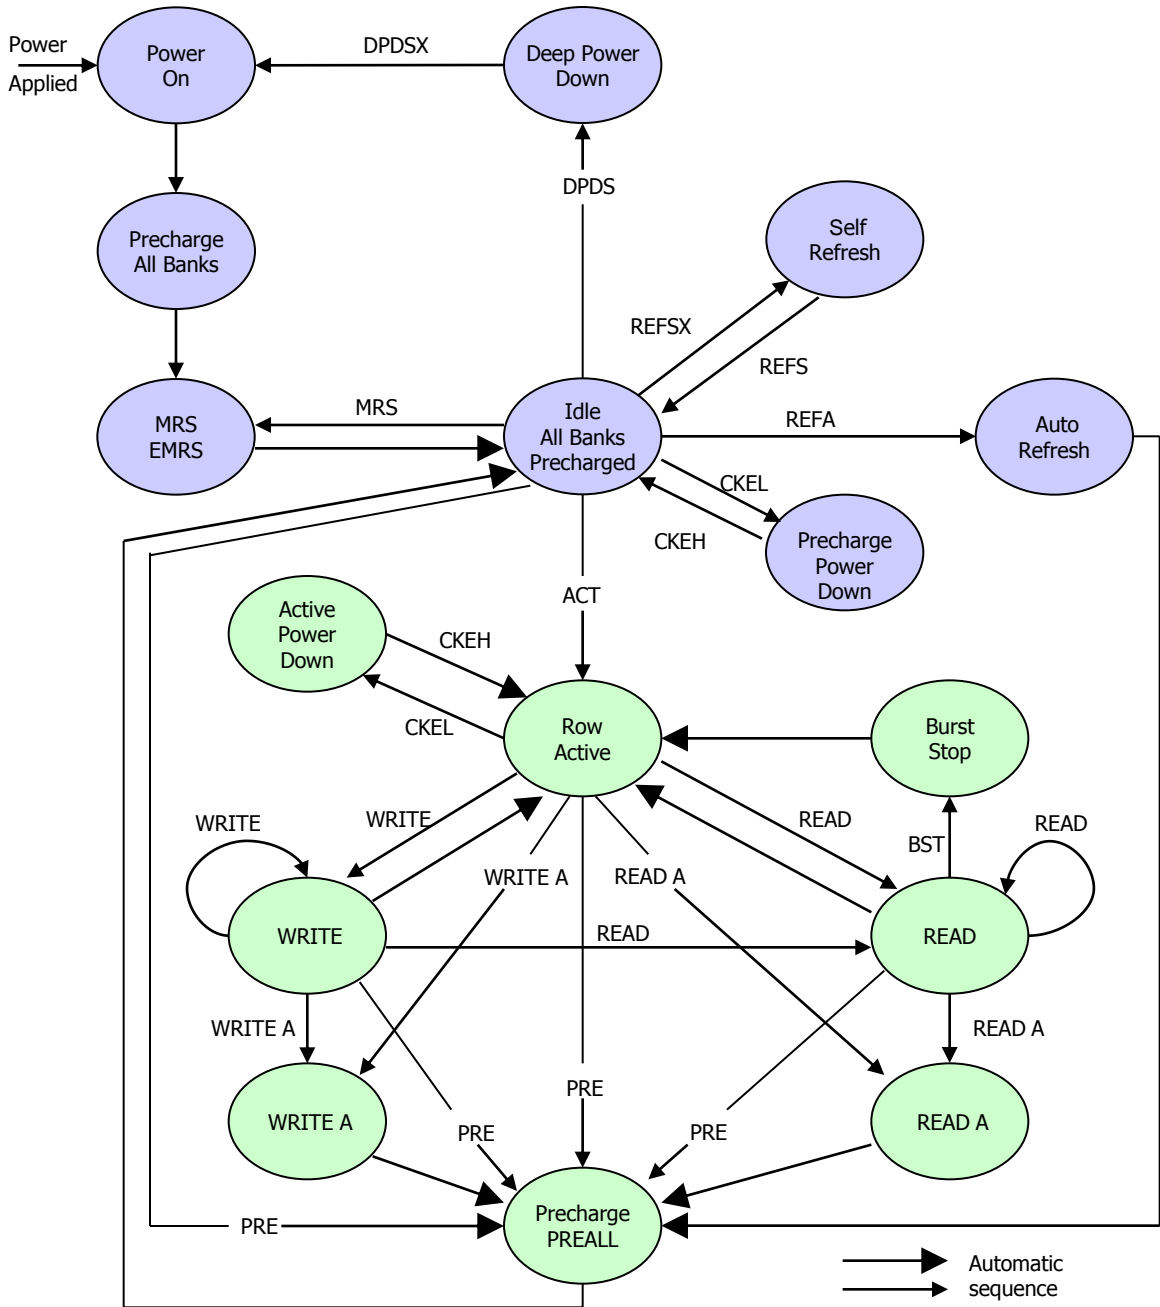 Power
Applied
Power
On
DPDSX
Deep Power
Down
DPDS
Precharge
All Banks
Self
Refresh
REFSX
REFS
MRS
EMRS
MRS
Idle
All Banks
Precharged
REFA
Auto
Refresh
CKEL
CKEH
Precharge
Power
Down
ACT
Active
Power
Down
CKEH
CKEL
Row
Active
Burst
Stop
WRITE
WRITE
READ
BST
READ
WRITE A
READ A
WRITE
READ
READ
WRITE A
READ A
WRITE A
PRE
PRE
PRE
READ A
PRE
Precharge
PREALL
Automatic
sequence